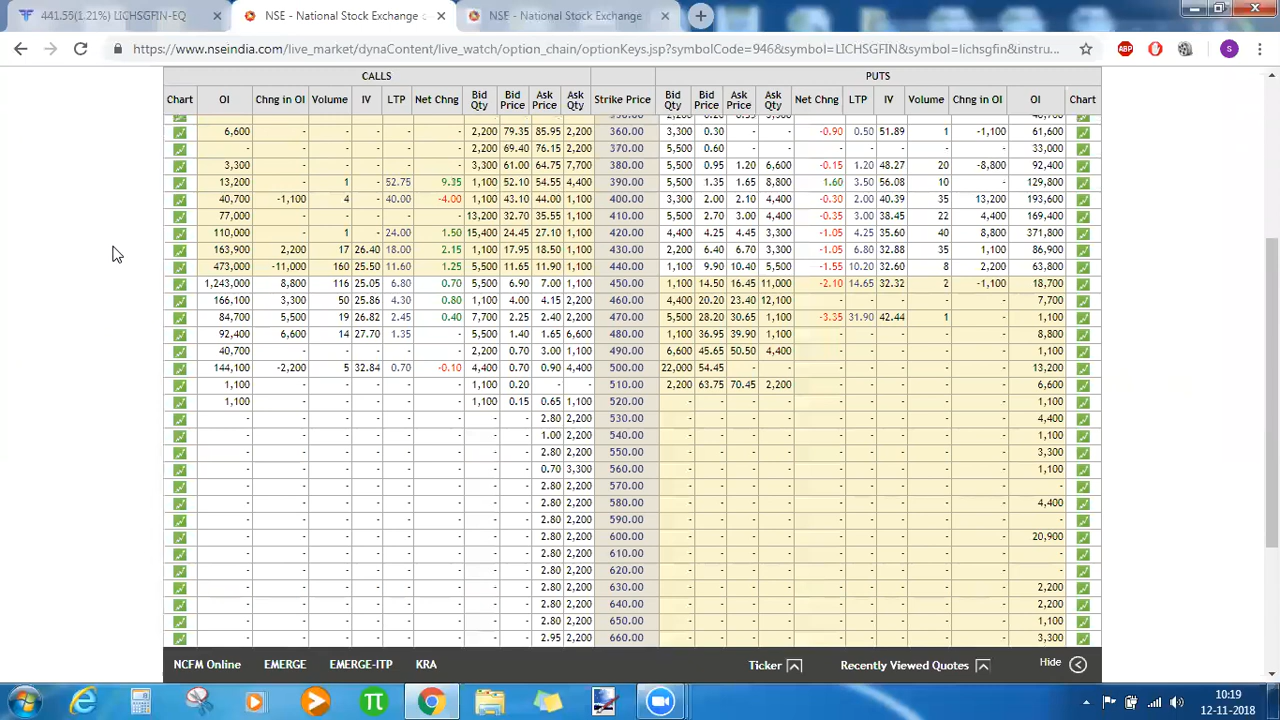 441.55(1.21%) LICHSGFIN-EQ
NSE - National Stock Exchange c
NSE - National Stock Exchange
https://www.nseindia.com/live_market/dynaContent/live_watch/option_chain/optionKeys.jsp?symbolCode=946&symbol=LICHSGFIN&symbol=lichsgfin&instru...
ABP
S
CALLS PUTS
Chart OI Chng in OI Volume IV LTP Net Chng Bid Qty Bid Price Ask Price Ask Qty Strike Price Bid Qty Bid Price Ask Price Ask Qty Net Chng LTP IV Volume Chng in OI OI Chart
6,600 - - - - - 2,200 79.35 85.95 2,200 360.00 3,300 0.30 - - -0.90 0.50 51.89 1 -1,100 61,600
- - - - - - 2,200 69.40 76.15 2,200 370.00 5,500 0.60 - - - - - - - 33,000
3,300 - - - - - 3,300 61.00 64.75 7,700 380.00 5,500 0.95 1.20 6,600 -0.15 1.20 48.27 20 -8,800 92,400
13,200 - 1 - 52.75 9.35 1,100 52.10 54.55 4,400 390.00 5,500 1.35 1.65 8,800 1.60 3.50 56.08 10 - 129,800
40,700 -1,100 4 - 40.00 -4.00 1,100 43.10 44.00 1,100 400.00 3,300 2.00 2.10 4,400 -0.30 2.00 40.39 35 13,200 193,600
77,000 - - - - - 13,200 32.70 35.55 1,100 410.00 5,500 2.70 3.00 4,400 -0.35 3.00 38.45 22 4,400 169,400
110,000 - 1 - 24.00 1.50 15,400 24.45 27.10 1,100 420.00 4,400 4.25 4.45 3,300 -1.05 4.25 35.60 40 8,800 371,800
163,900 2,200 17 26.40 18.00 2.15 1,100 17.95 18.50 1,100 430.00 2,200 6.40 6.70 3,300 -1.05 6.80 32.88 35 1,100 86,900
473,000 -11,000 160 25.50 11.60 1.25 5,500 11.65 11.90 1,100 440.00 1,100 9.90 10.40 5,500 -1.55 10.20 32.60 8 2,200 63,800
1,243,000 8,800 116 25.05 6.80 0.70 5,500 6.90 7.00 1,100 450.00 1,100 14.50 16.45 11,000 -2.10 14.65 32.32 2 -1,100 18,700
166,100 3,300 50 25.86 4.30 0.80 1,100 4.00 4.15 2,200 460.00 4,400 20.20 23.40 12,100 - - - - - 7,700
84,700 5,500 19 26.82 2.45 0.40 7,700 2.25 2.40 2,200 470.00 5,500 28.20 30.65 1,100 -3.35 31.90 42.44 1 - 1,100
92,400 6,600 14 27.70 1.35 - 5,500 1.40 1.65 6,600 480.00 1,100 36.95 39.90 1,100 - - - - - 8,800
40,700 - - - - - 2,200 0.70 3.00 1,100 490.00 6,600 45.65 50.50 4,400 - - - - - 1,100
144,100 -2,200 5 32.84 0.70 -0.10 4,400 0.70 0.90 4,400 500.00 22,000 54.45 - - - - - - - 13,200
1,100 - - - - - 1,100 0.20 - - 510.00 2,200 63.75 70.45 2,200 - - - - - 6,600
1,100 - - - - - 1,100 0.15 0.65 1,100 520.00 - - - - - - - - - 1,100
- - - - - - - - 2.80 2,200 530.00 - - - - - - - - - 4,400
- - - - - - - - 1.00 2,200 540.00 - - - - - - - - - 1,100
- - - - - - - - 2.80 2,200 550.00 - - - - - - - - - 3,300
- - - - - - - - 0.70 3,300 560.00 - - - - - - - - - 1,100
- - - - - - - - 2.80 2,200 570.00 - - - - - - - - - -
- - - - - - - - 2.80 2,200 580.00 - - - - - - - - - 4,400
- - - - - - - - 2.80 2,200 590.00 - - - - - - - - - -
- - - - - - - - 2.80 2,200 600.00 - - - - - - - - - 20,900
- - - - - - - - 2.80 2,200 610.00 - - - - - - - - - -
- - - - - - - - 2.80 2,200 620.00 - - - - - - - - - -
- - - - - - - - 2.80 2,200 630.00 - - - - - - - - - 2,200
- - - - - - - - 2.80 2,200 640.00 - - - - - - - - - 2,200
- - - - - - - - 2.80 2,200 650.00 - - - - - - - - - 1,100
- - - - - - - - 2.95 2,200 660.00 - - - - - - - - - 3,300
NCFM Online EMERGE EMERGE-ITP KRA Ticker Recently Viewed Quotes Hide
10:19
12-11-2018